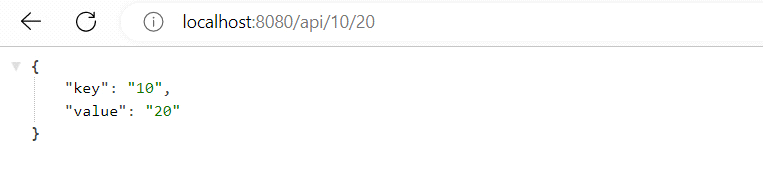 localhost:8080/api/10/20
{
"key": "10",
"value": "20"
}